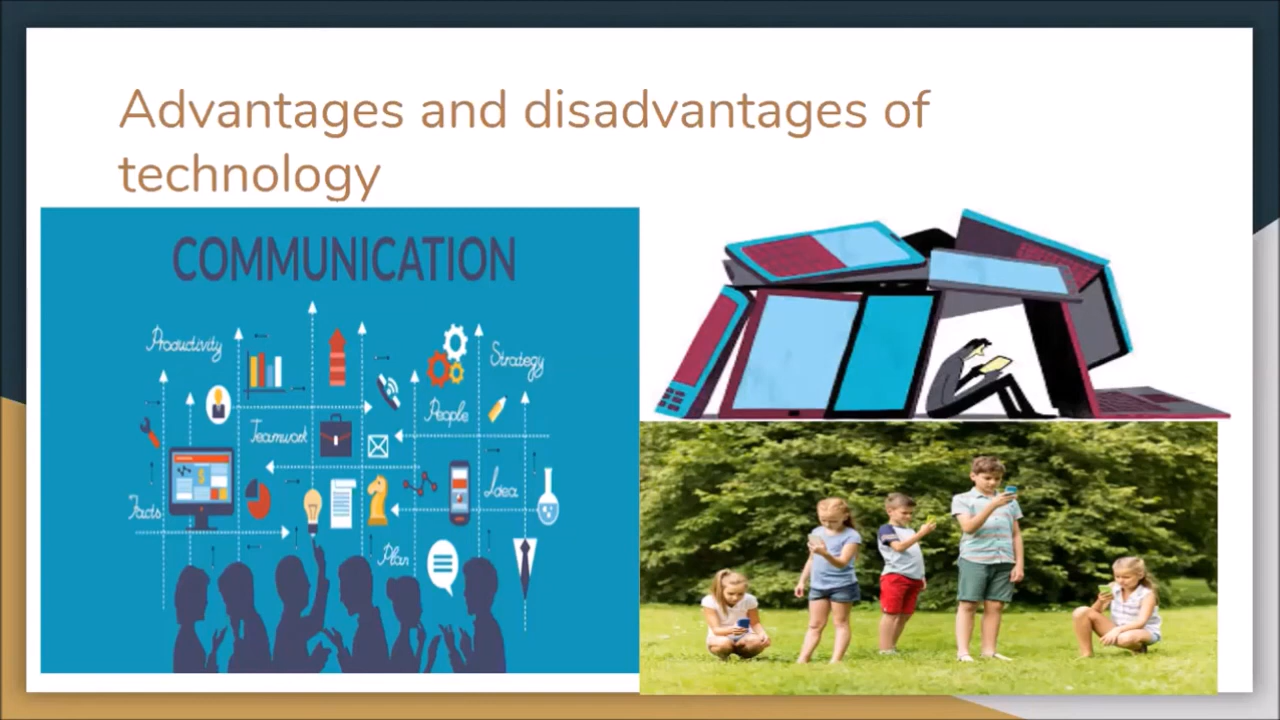 Advantages and disadvantages of
technology
COMMUNICATION
Productivity
Strategy
People
Teamwork
Idea
Facts
Plan